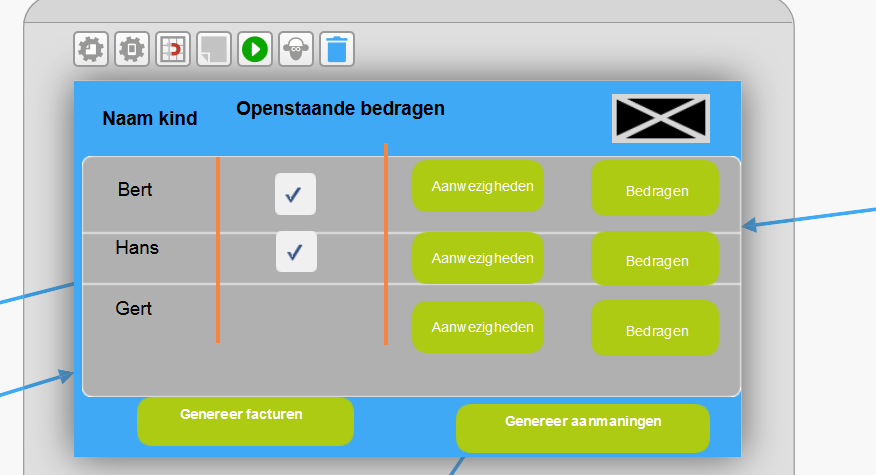 Naam kind
Openstaande bedragen
Bert
Aanwezigheden
Bedragen
Hans
Aanwezigheden
Bedragen
Gert
Aanwezigheden
Bedragen
Genereer facturen
Genereer aanmaningen